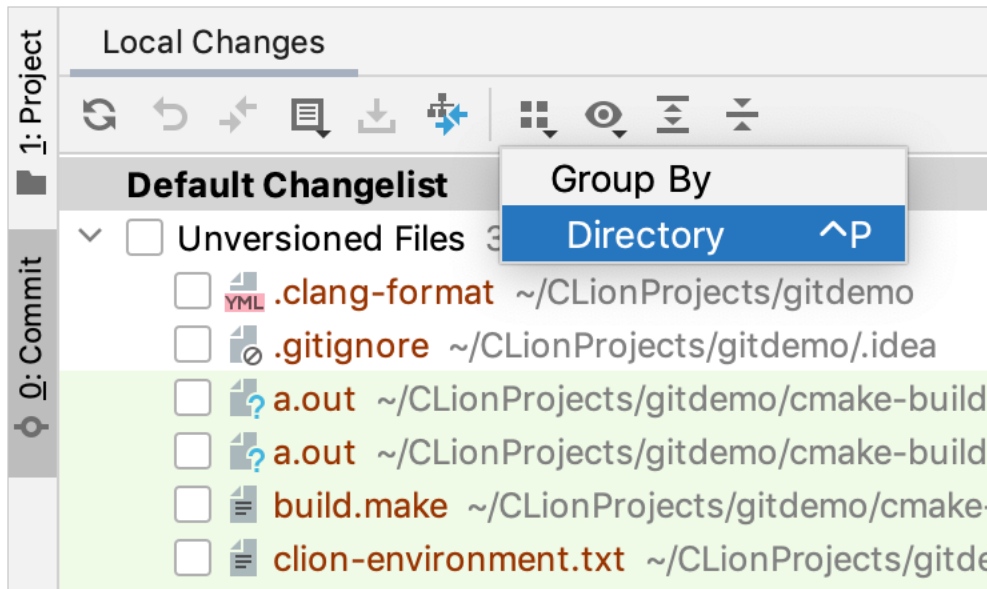 1: Project
0: Commit
Local Changes
Group By
Directory ^P
Default Changelist
Unversioned Files
YML .clang-format ~/CLionProjects/gitdemo
.gitignore ~/CLionProjects/gitdemo/.idea
a.out ~/CLionProjects/gitdemo/cmake-build
a.out ~/CLionProjects/gitdemo/cmake-build
build.make ~/CLionProjects/gitdemo/cmake-
clion-environment.txt ~/CLionProjects/gitde